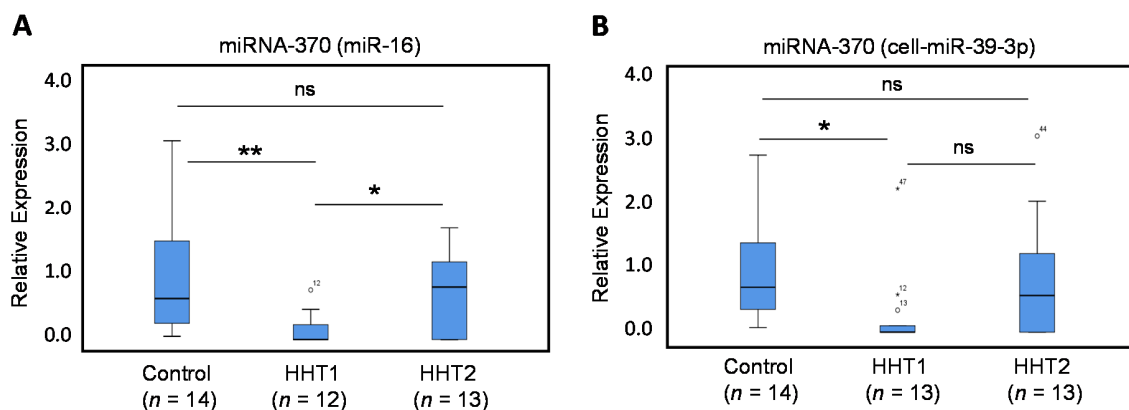 A
miRNA-370 (miR-16)
Relative Expression
4.0
3.0
2.0
1.0
0.0
ns
**
*
12
Control
(n = 14)
HHT1
(n = 12)
HHT2
(n = 13)
B
miRNA-370 (cell-miR-39-3p)
Relative Expression
4.0
3.0
2.0
1.0
0.0
ns
*
ns
44
*47
*12
13
Control
(n = 14)
HHT1
(n = 13)
HHT2
(n = 13)